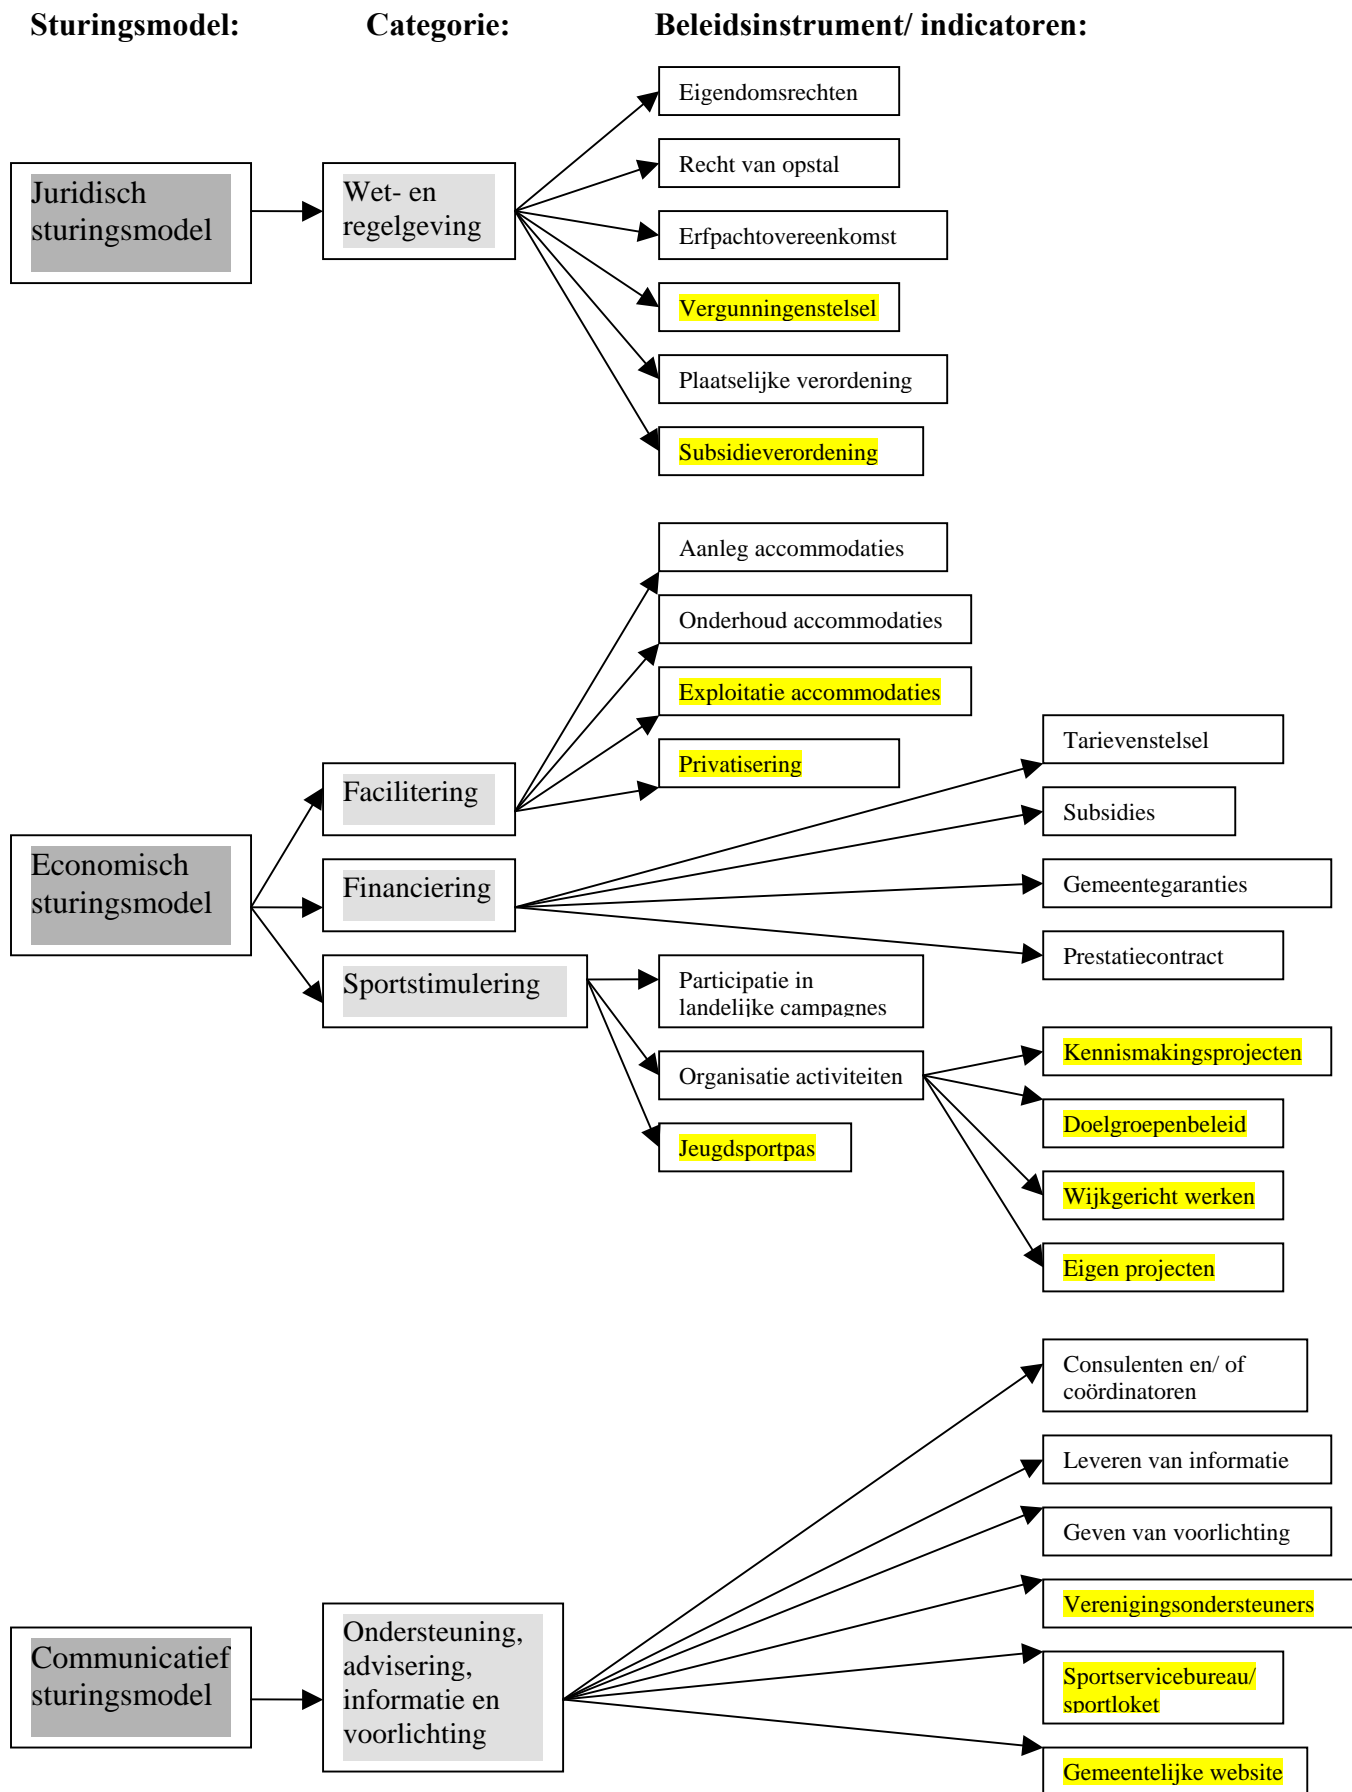 Sturingsmodel: Categorie: Beleidsinstrument/ indicatoren:
Eigendomsrechten
Recht van opstal
Juridisch
sturingsmodel
Wet- en
regelgeving
Erfpachtovereenkomst
Vergunningenstelsel
Plaatselijke verordening
Subsidieverordening
Aanleg accommodaties
Onderhoud accommodaties
Exploitatie accommodaties
Privatisering
Tarievenstelsel
Facilitering
Subsidies
Economisch
sturingsmodel
Financiering
Gemeentegaranties
Prestatiecontract
Sportstimulering
Participatie in
landelijke campagnes
Organisatie activiteiten
Jeugdsportpas
Kennismakingsprojecten
Doelgroepenbeleid
Wijkgericht werken
Eigen projecten
Consulenten en/ of
coördinatoren
Leveren van informatie
Geven van voorlichting
Verenigingsondersteuners
Communicatief
sturingsmodel
Ondersteuning,
advisering,
informatie en
voorlichting
Sportservicebureau/
sportloket
Gemeentelijke website